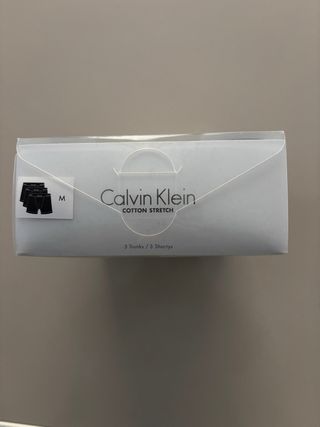 M
Calvin Klein
COTTON STRETCH
3 Trunks / 3 Shortys